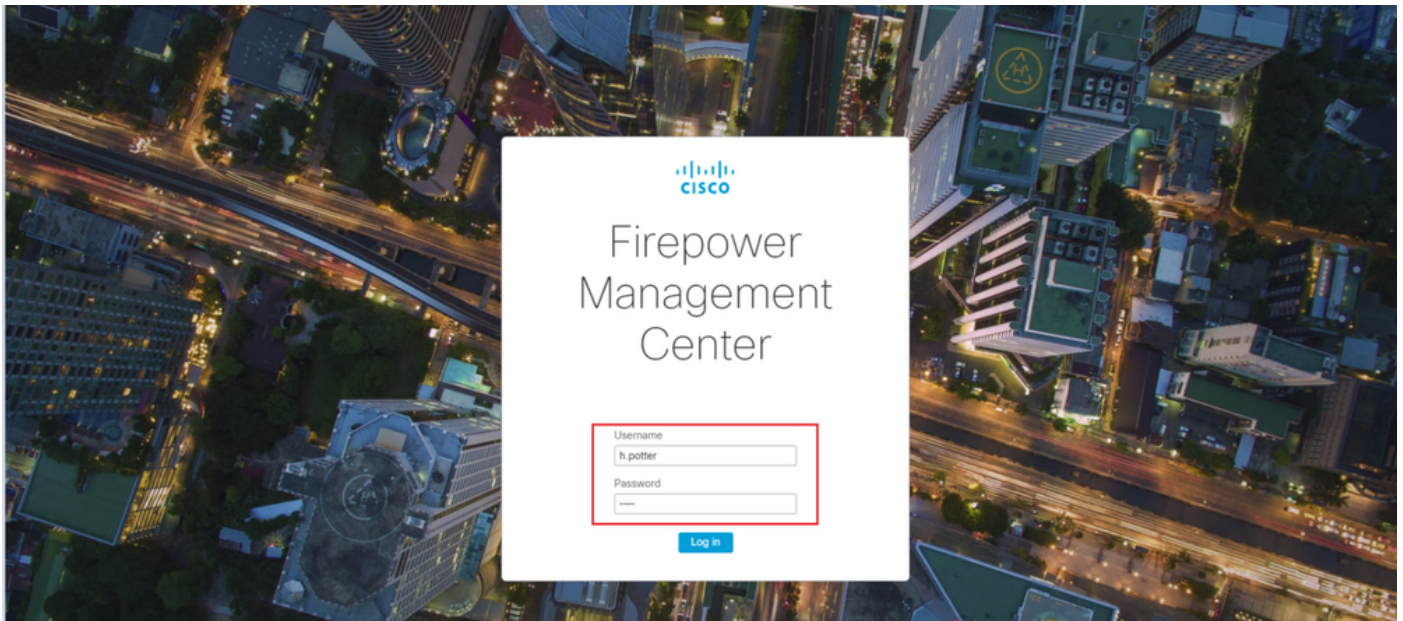 CISCO
Firepower
Management
Center
Username
h.potter
Password
·····
Log in